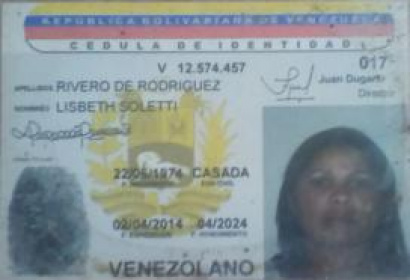 REPUBLICA BOLIVARIANA DE VENEZUELA
CEDULA DE IDENTIDAD
V 12.574.457
017
APELLIDOS RIVERO DE RODRIGUEZ
Juan Dugarte
Director
NOMBRES LISBETH SOLETTI
22/06/1974 CASADA
F. NACIMIENTO EDO CIVIL
02/04/2014 04/2024
F. EXPEDICION F. VENCIMIENTO
VENEZOLANO